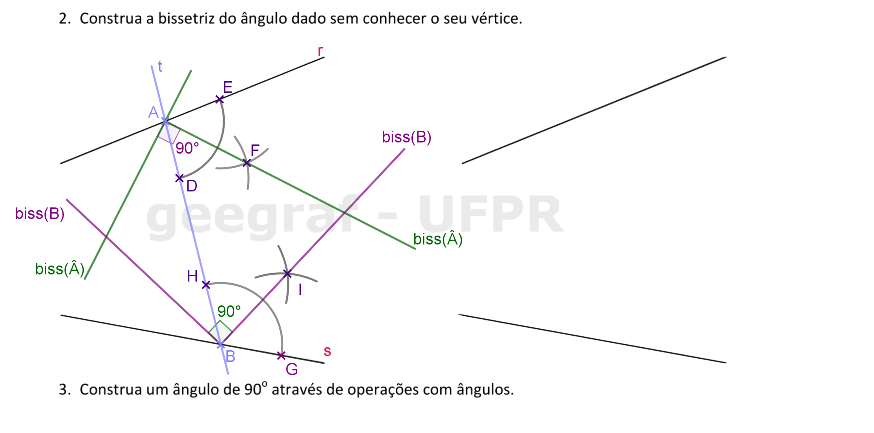 2. Construa a bissetriz do ângulo dado sem conhecer o seu vértice.
r
t
E
A
90°
F
biss(B)
D
biss(B)
geegraf - UFPR
biss(Â)
biss(Â)
H
I
90°
s
B
G
3. Construa um ângulo de 90º através de operações com ângulos.